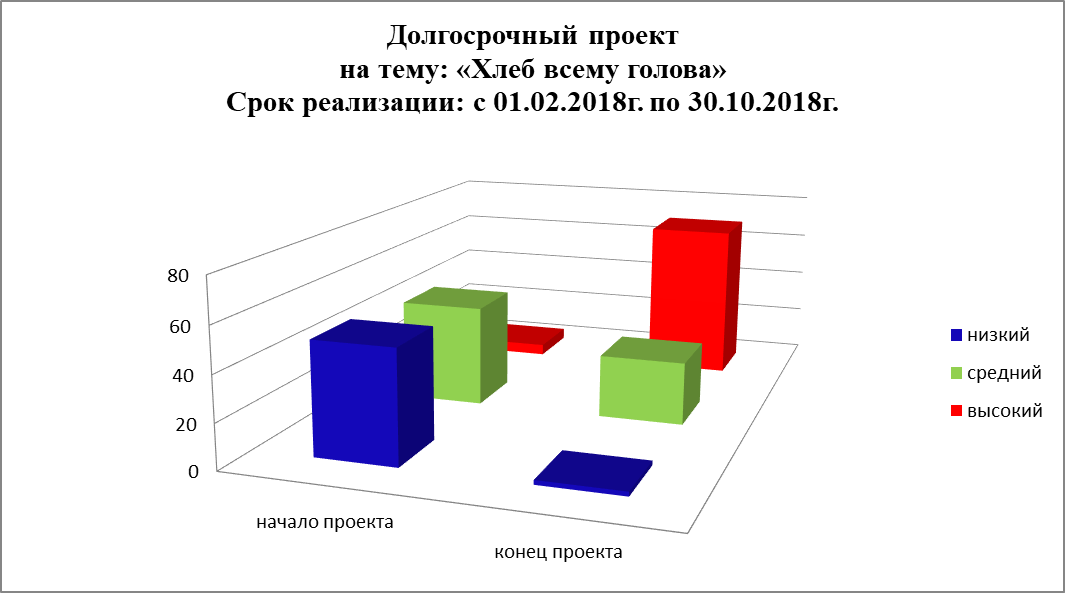 Долгосрочный проект
на тему: «Хлеб всему голова»
Срок реализации: с 01.02.2018г. по 30.10.2018г.
80
60
40
20
0
начало проекта
конец проекта
низкий
средний
высокий